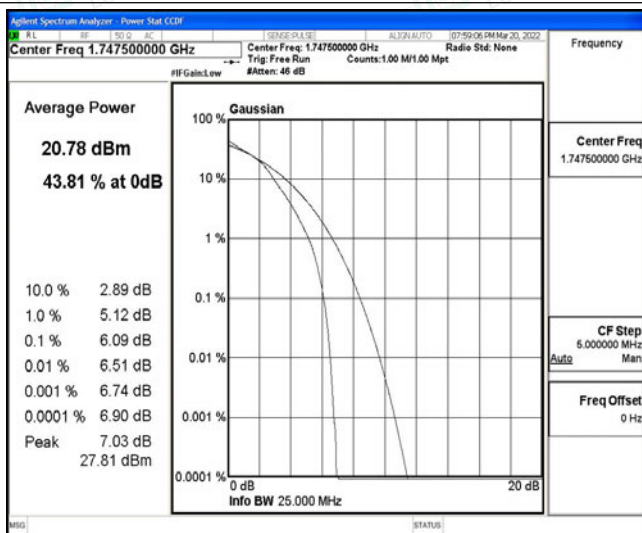 Agilent Spectrum Analyzer - Power Stat CCDF
RL RF 50 Ω AC SENSE:PULSE ALIGN AUTO 07:59:06 PM Mar 20, 2022
Center Freq 1.747500000 GHz
Center Freq: 1.747500000 GHz Radio Std: None
Trig: Free Run Counts:1.00 M/1.00 Mpt
#IFGain:Low #Atten: 46 dB
Frequency
Average Power
20.78 dBm
43.81 % at 0dB
10.0 % 2.89 dB
1.0 % 5.12 dB
0.1 % 6.09 dB
0.01 % 6.51 dB
0.001 % 6.74 dB
0.0001 % 6.90 dB
Peak 7.03 dB
27.81 dBm
Gaussian
100 %
10 %
1 %
0.1 %
0.01 %
0.001 %
0.0001 %
0 dB 20 dB
Info BW 25.000 MHz
Center Freq
1.747500000 GHz
CF Step
5.000000 MHz
Auto Man
Freq Offset
0 Hz
MSG STATUS